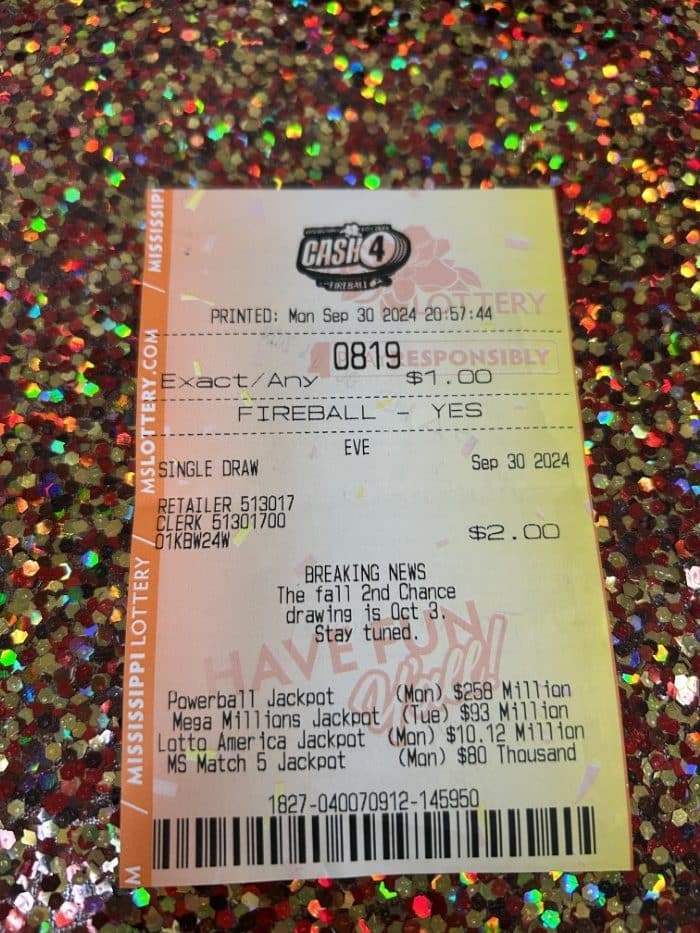 CASH 4
FIREBALL
LOTTERY
PRINTED: Mon Sep 30 2024 20:57:44
RESPONSIBLY
0819
Exact/Any $1.00
FIREBALL - YES
EVE
SINGLE DRAW Sep 30 2024
RETAILER 513017
CLERK 51301700
01KBW24W $2.00
BREAKING NEWS
The fall 2nd Chance
drawing is Oct 3.
Stay tuned.
HAVE FUN
Y'all!
Powerball Jackpot (Mon) $258 Million
Mega Millions Jackpot (Tue) $93 Million
Lotto America Jackpot (Mon) $10.12 Million
MS Match 5 Jackpot (Mon) $80 Thousand
1827-040070912-145950
M / MISSISSIPPI LOTTERY / MSLOTTERY.COM / MISSISSIPPI